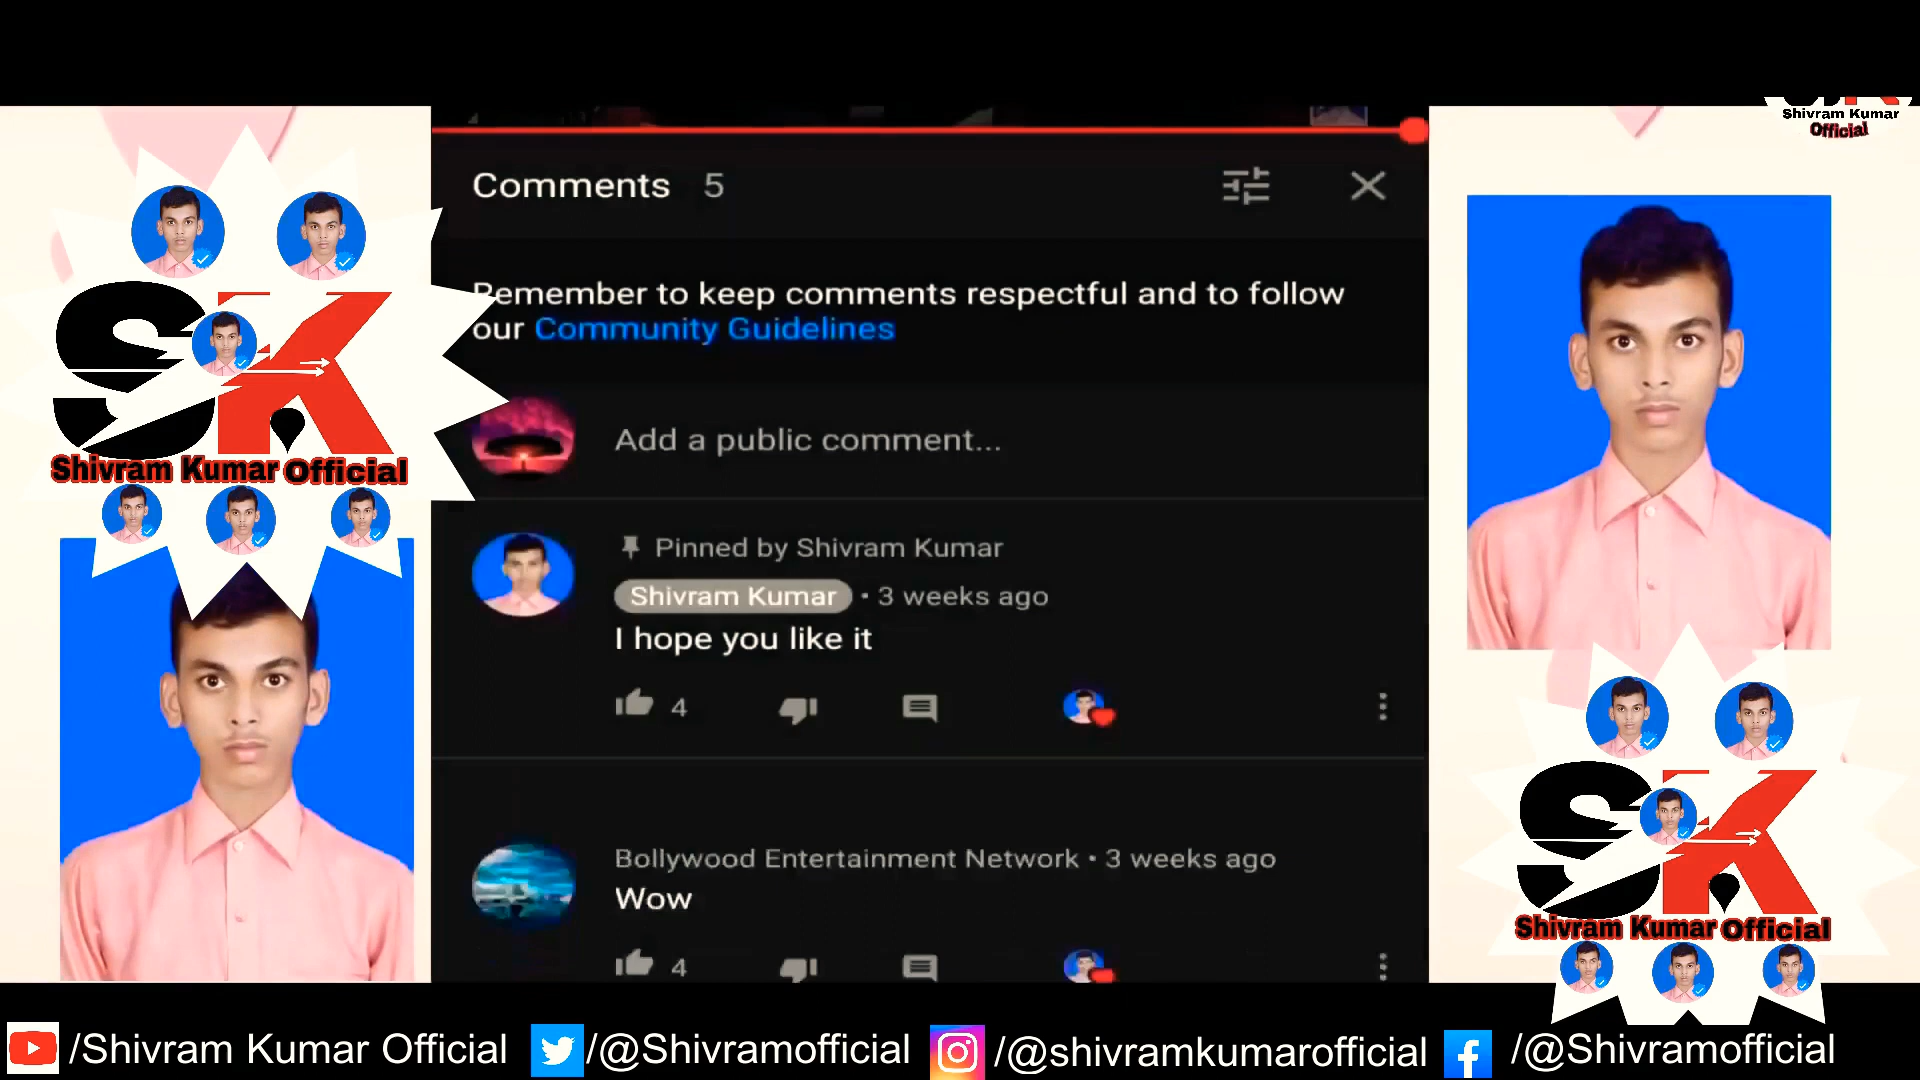 Shivram Kumar
Official
Comments 5
Remember to keep comments respectful and to follow
our Community Guidelines
SK
Shivram Kumar Official
Add a public comment...
Pinned by Shivram Kumar
Shivram Kumar • 3 weeks ago
I hope you like it
4
Bollywood Entertainment Network • 3 weeks ago
Wow
4
SK
Shivram Kumar Official
/Shivram Kumar Official /@Shivramofficial /@shivramkumarofficial /@Shivramofficial